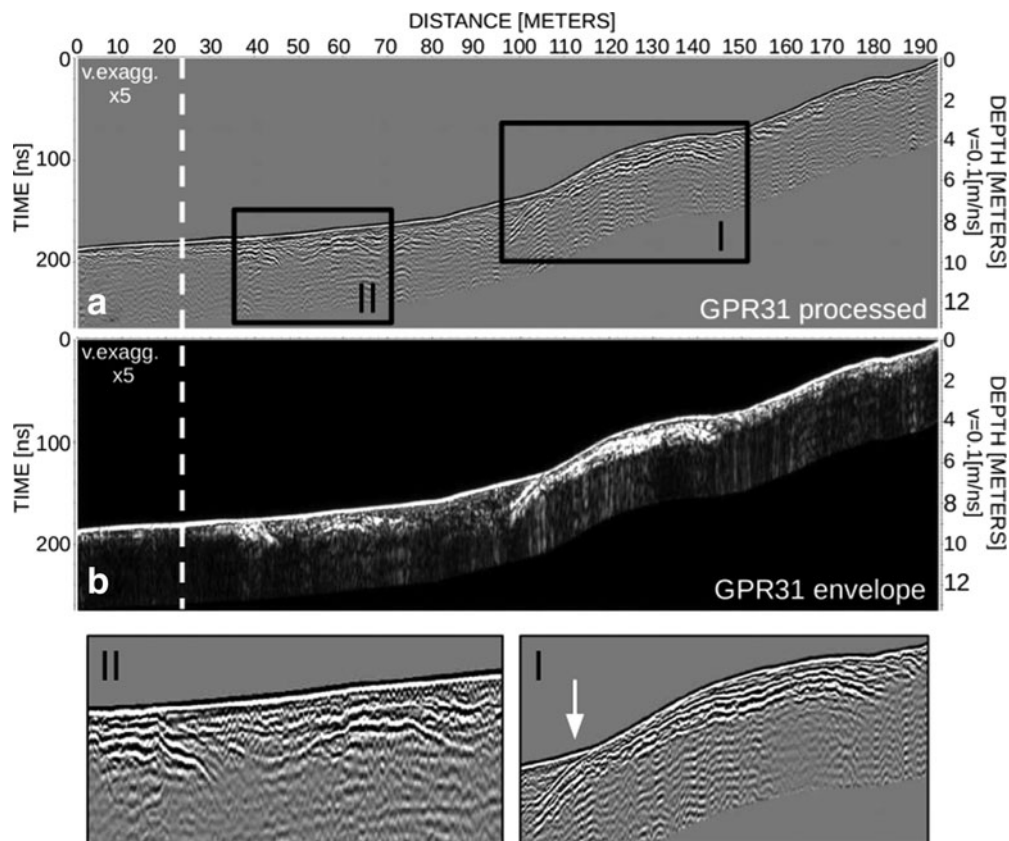 DISTANCE [METERS]
0 10 20 30 40 50 60 70 80 90 100 110 120 130 140 150 160 170 180 190
v.exagg.
x5
TIME [ns]
0
100
200
0
2
4
6
8
10
12
DEPTH [METERS]
v=0.1[m/ns]
I
II
a
GPR31 processed
v.exagg.
x5
TIME [ns]
0
100
200
0
2
4
6
8
10
12
DEPTH [METERS]
v=0.1[m/ns]
b
GPR31 envelope
II
I